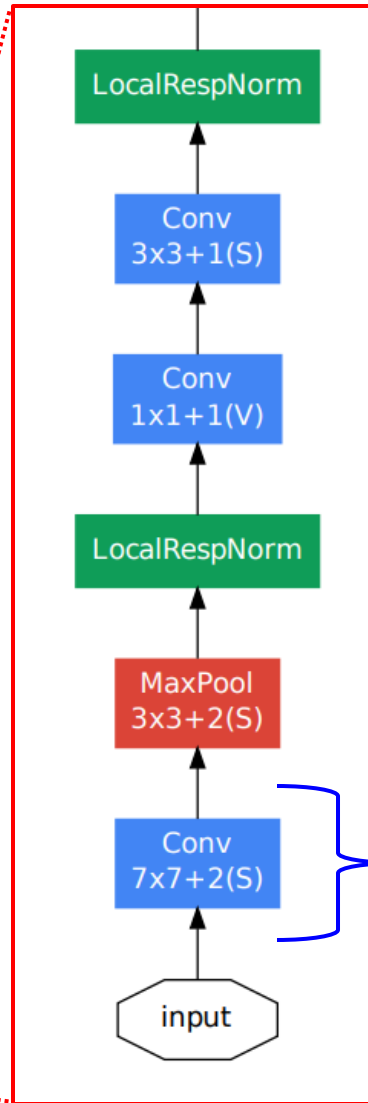 LocalRespNorm
Conv
3x3+1(S)
Conv
1x1+1(V)
LocalRespNorm
MaxPool
3x3+2(S)
Conv
7x7+2(S)
input